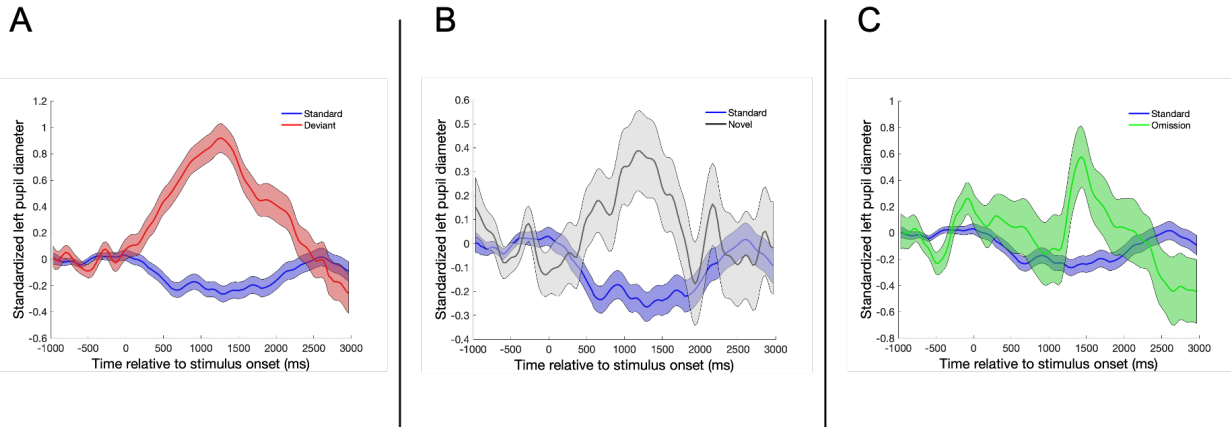 A
Standardized left pupil diameter
1.2
1
0.8
0.6
0.4
0.2
0
-0.2
-0.4
-0.6
-0.8
-1000 -500 0 500 1000 1500 2000 2500 3000
Time relative to stimulus onset (ms)
Standard
Deviant
B
Standardized left pupil diameter
0.6
0.5
0.4
0.3
0.2
0.1
0
-0.1
-0.2
-0.3
-0.4
-1000 -500 0 500 1000 1500 2000 2500 3000
Time relative to stimulus onset (ms)
Standard
Novel
C
Standardized left pupil diameter
1
0.8
0.6
0.4
0.2
0
-0.2
-0.4
-0.6
-0.8
-1000 -500 0 500 1000 1500 2000 2500 3000
Time relative to stimulus onset (ms)
Standard
Omission